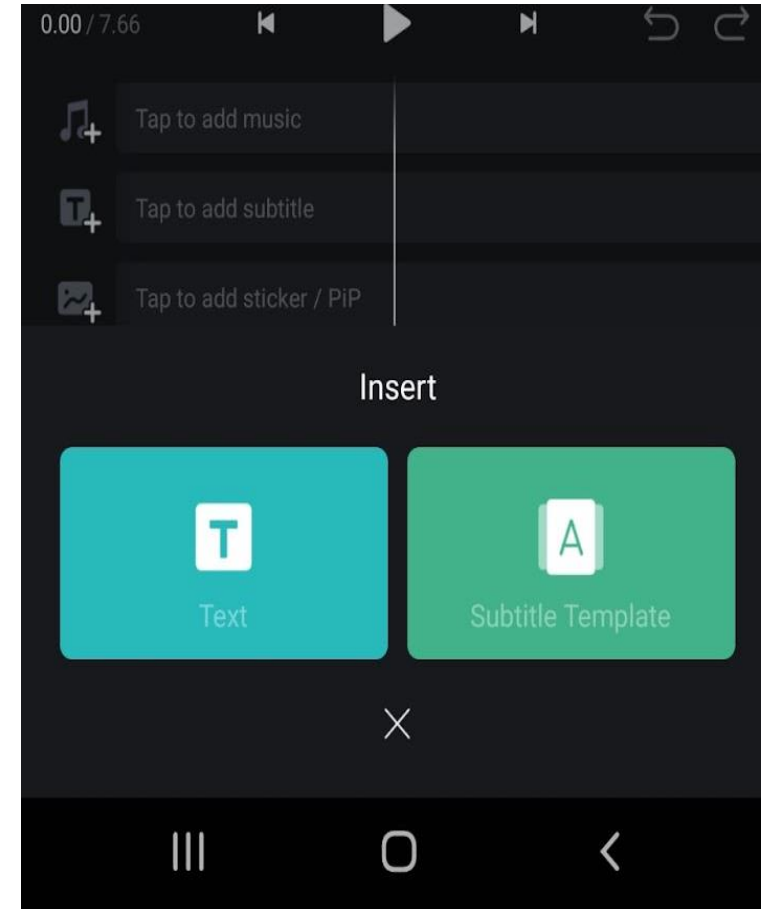 0.00 / 7.66
Tap to add music
T
Tap to add subtitle
Tap to add sticker / PiP
Insert
T
A
Text
Subtitle Template